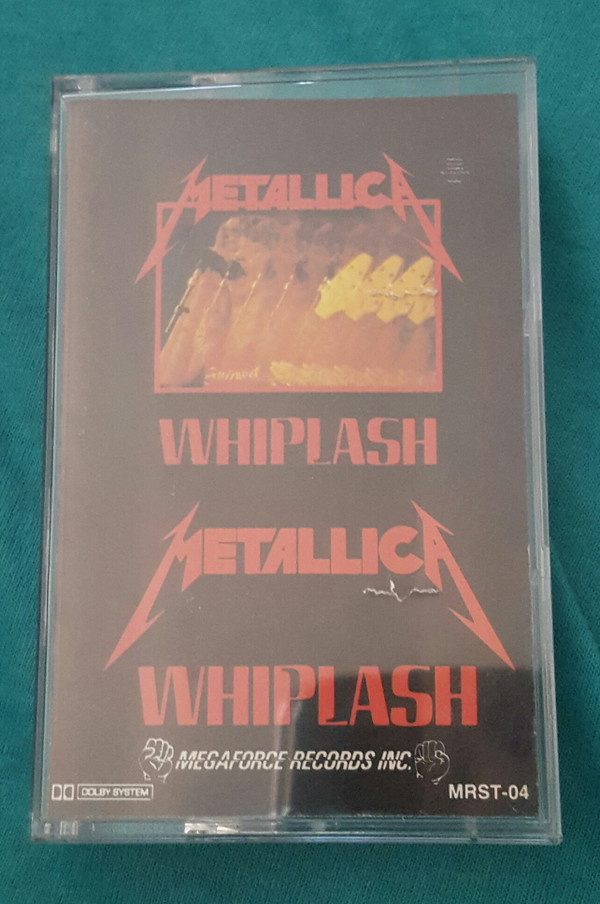 METALLICA
WHIPLASH
METALLICA
WHIPLASH
MEGAFORCE RECORDS INC.
DOLBY SYSTEM
MRST-04